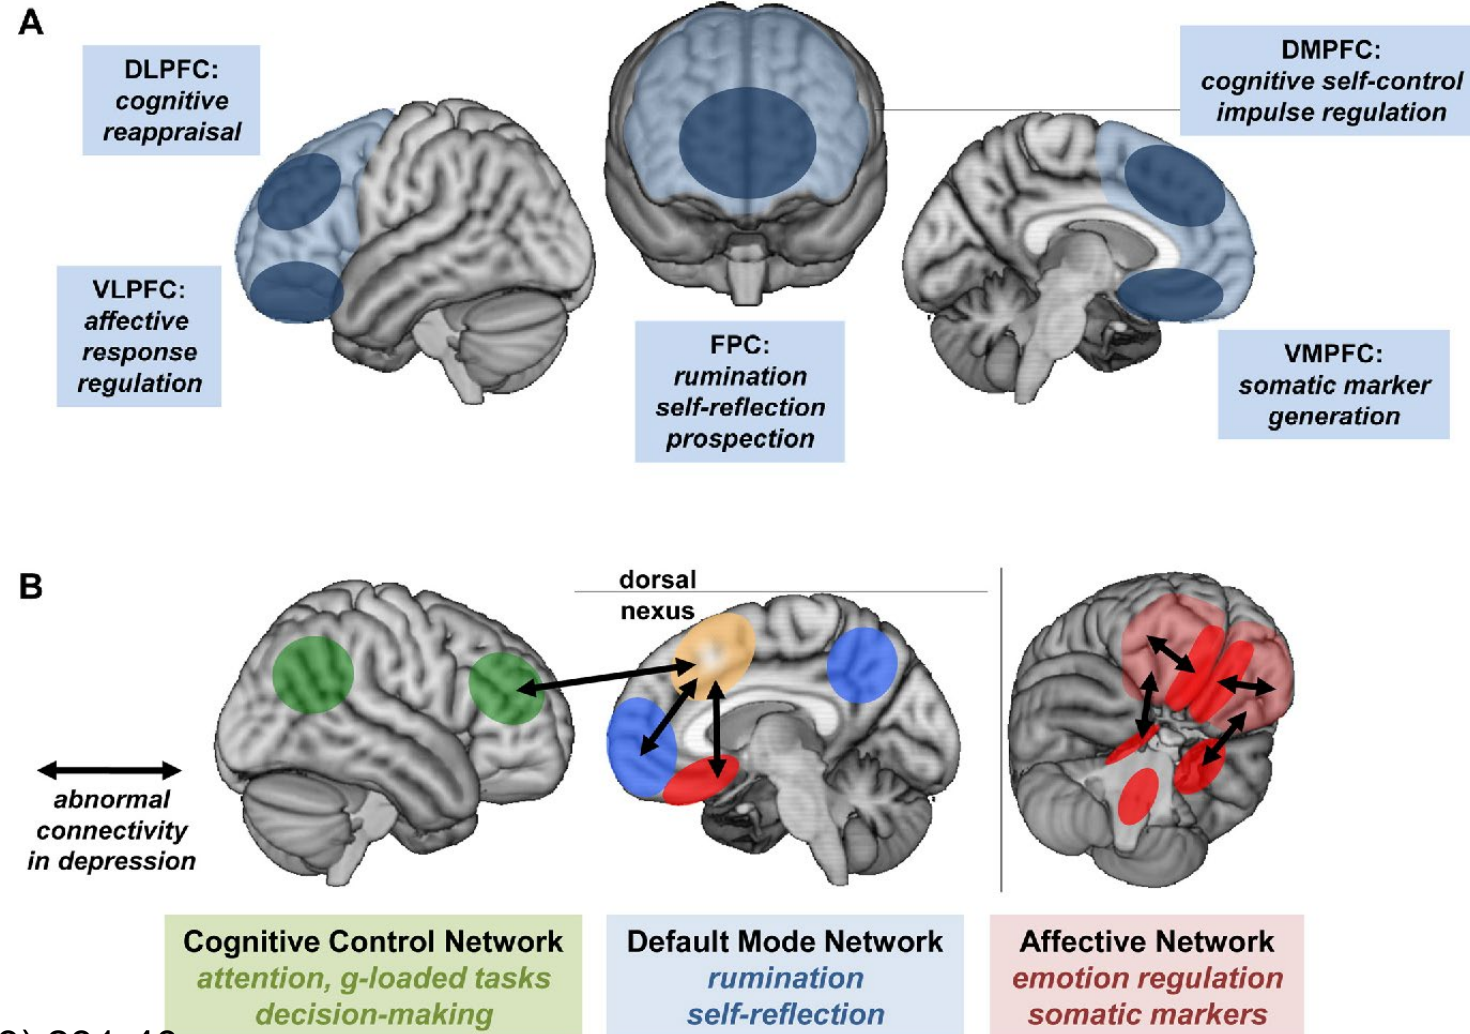 A
DLPFC:
cognitive
reappraisal
VLPFC:
affective
response
regulation
FPC:
rumination
self-reflection
prospection
DMPFC:
cognitive self-control
impulse regulation
VMPFC:
somatic marker
generation
B
dorsal
nexus
abnormal
connectivity
in depression
Cognitive Control Network
attention, g-loaded tasks
decision-making
Default Mode Network
rumination
self-reflection
Affective Network
emotion regulation
somatic markers